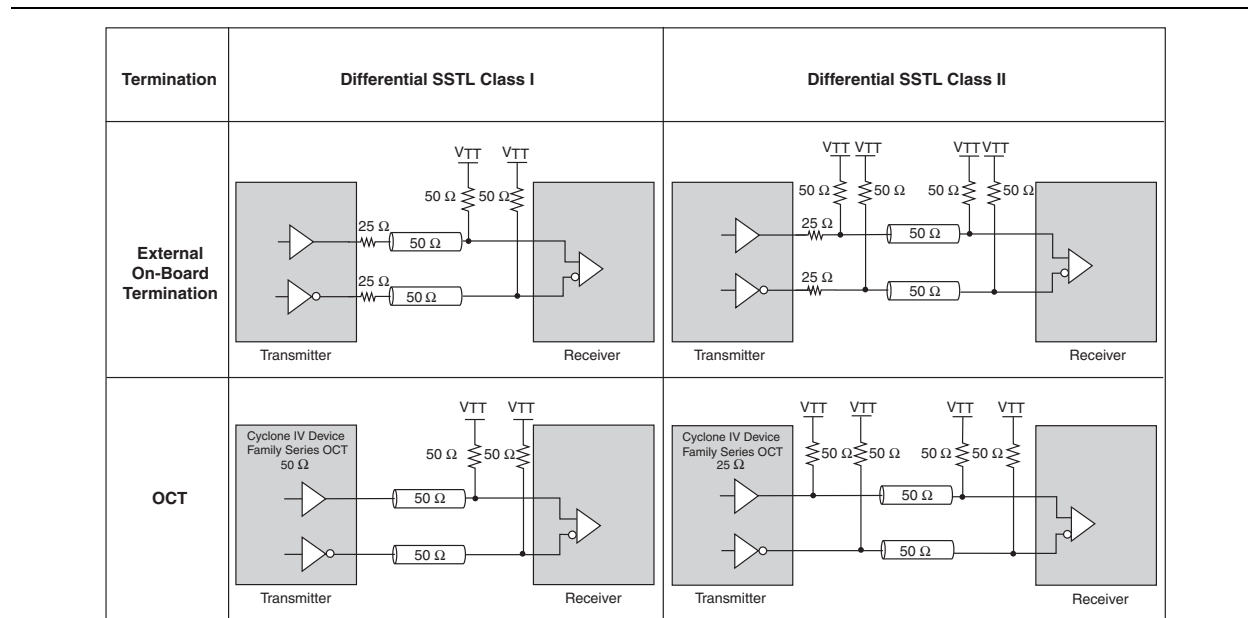 Termination
Differential SSTL Class I
Differential SSTL Class II
External
On-Board
Termination
VTT VTT
50 Ω 50 Ω
25 Ω
50 Ω
25 Ω
50 Ω
Transmitter
Receiver
VTT VTT VTT VTT
50 Ω 50 Ω 50 Ω 50 Ω
25 Ω
50 Ω
25 Ω
50 Ω
Transmitter
Receiver
OCT
Cyclone IV Device
Family Series OCT
50 Ω
VTT VTT
50 Ω 50 Ω
50 Ω
50 Ω
Transmitter
Receiver
Cyclone IV Device
Family Series OCT
25 Ω
VTT VTT VTT VTT
50 Ω 50 Ω 50 Ω 50 Ω
50 Ω
50 Ω
Transmitter
Receiver